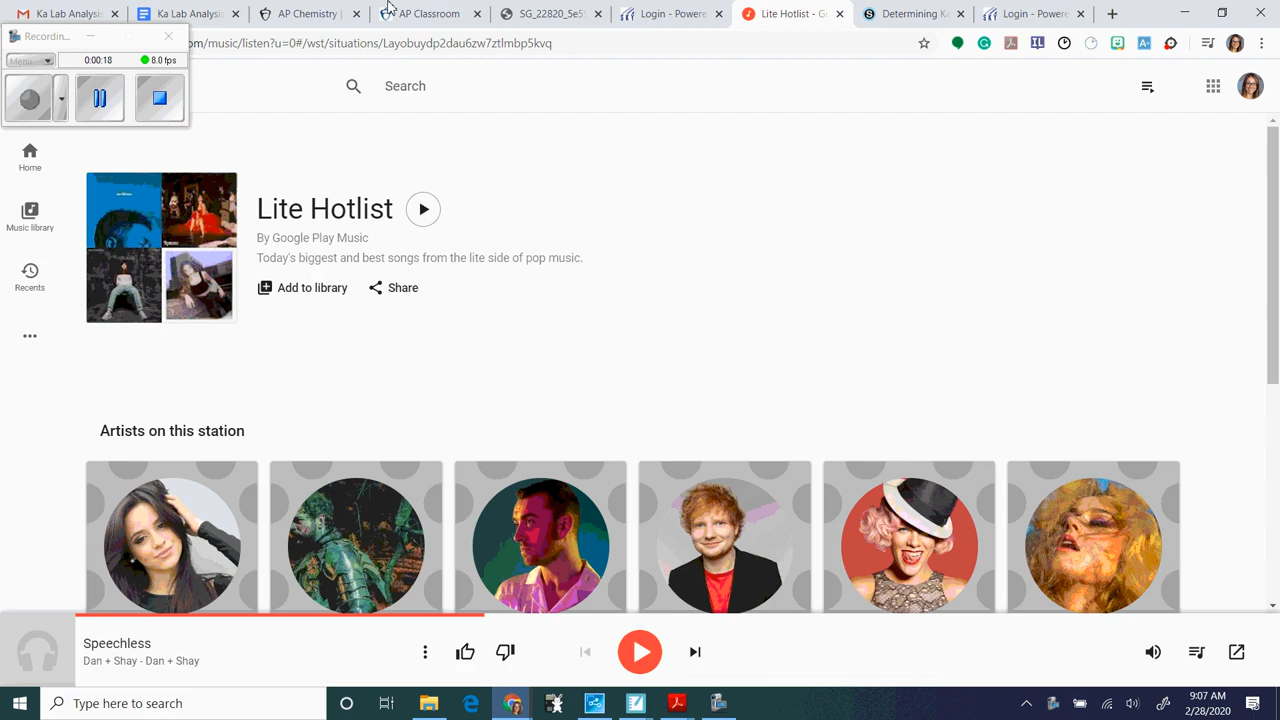 Ka Lab Analysis
Ka Lab Analysis
AP Chemistry |
AP Classroom
SG_22820
Login - Powere
Lite Hotlist - Go
Determining Ka
Login - Powere
om/music/listen?u=0#/wst/situations/Layobuydp2dau6zw7ztlmbp5kvq
Recordin...
Menu
0:00:18
8.0 fps
Search
Home
Music library
Recents
Lite Hotlist
By Google Play Music
Today's biggest and best songs from the lite side of pop music.
Add to library
Share
Artists on this station
Speechless
Dan + Shay - Dan + Shay
Type here to search
9:07 AM
2/28/2020